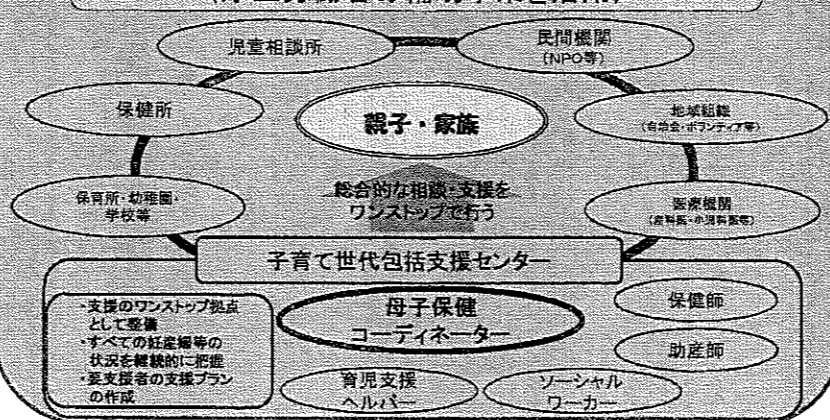 児童相談所
民間機関
(NPO等)
保健所
親子・家族
地域組織
(自治会・ボランティア等)
保育所・幼稚園・
学校等
総合的な相談・支援を
ワンストップで行う
医療機関
(産科医・小児科医等)
子育て世代包括支援センター
・支援のワンストップ拠点
として整備
・すべての妊産婦等の
状況を継続的に把握
・要支援者の支援プラン
の作成
母子保健
コーディネーター
保健師
助産師
育児支援
ヘルパー
ソーシャル
ワーカー